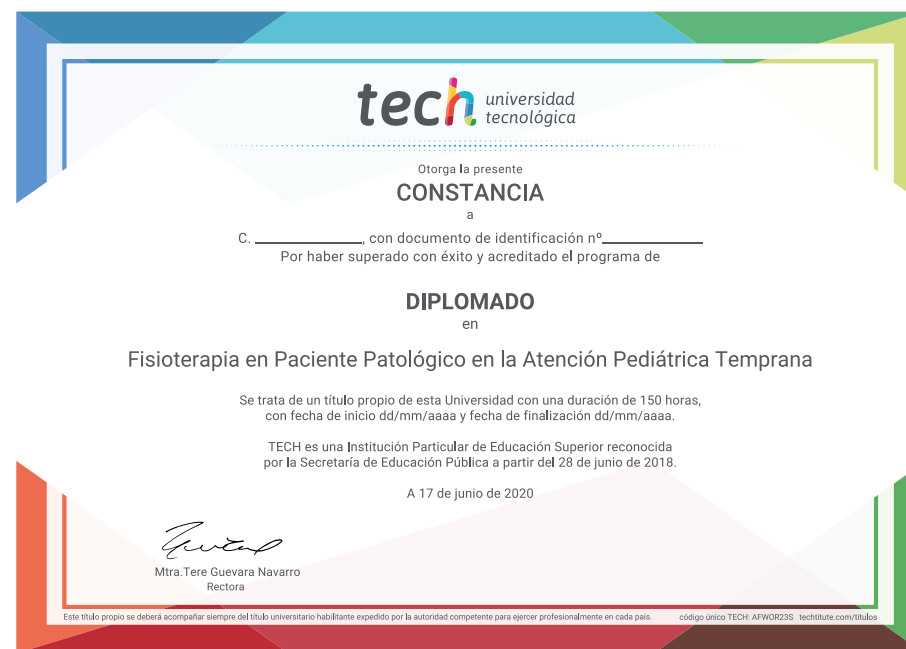 tech universidad
tecnológica
Otorga la presente
CONSTANCIA
a
C. ____________, con documento de identificación nº____________
Por haber superado con éxito y acreditado el programa de
DIPLOMADO
en
Fisioterapia en Paciente Patológico en la Atención Pediátrica Temprana
Se trata de un título propio de esta Universidad con una duración de 150 horas,
con fecha de inicio dd/mm/aaaa y fecha de finalización dd/mm/aaaa.
TECH es una Institución Particular de Educación Superior reconocida
por la Secretaría de Educación Pública a partir del 28 de junio de 2018.
A 17 de junio de 2020
Mtra.Tere Guevara Navarro
Rectora
Este título propio se deberá acompañar siempre del título universitario habilitante expedido por la autoridad competente para ejercer profesionalmente en cada país. código único TECH: AFWOR23S techtitute.com/titulos